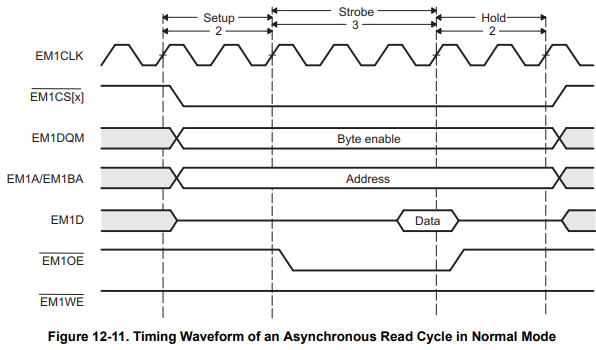 Setup
Strobe
Hold
2
3
2
EM1CLK
EM1CS[x]
EM1DQM
Byte enable
EM1A/EM1BA
Address
EM1D
Data
EM1OE
EM1WE
Figure 12-11. Timing Waveform of an Asynchronous Read Cycle in Normal Mode